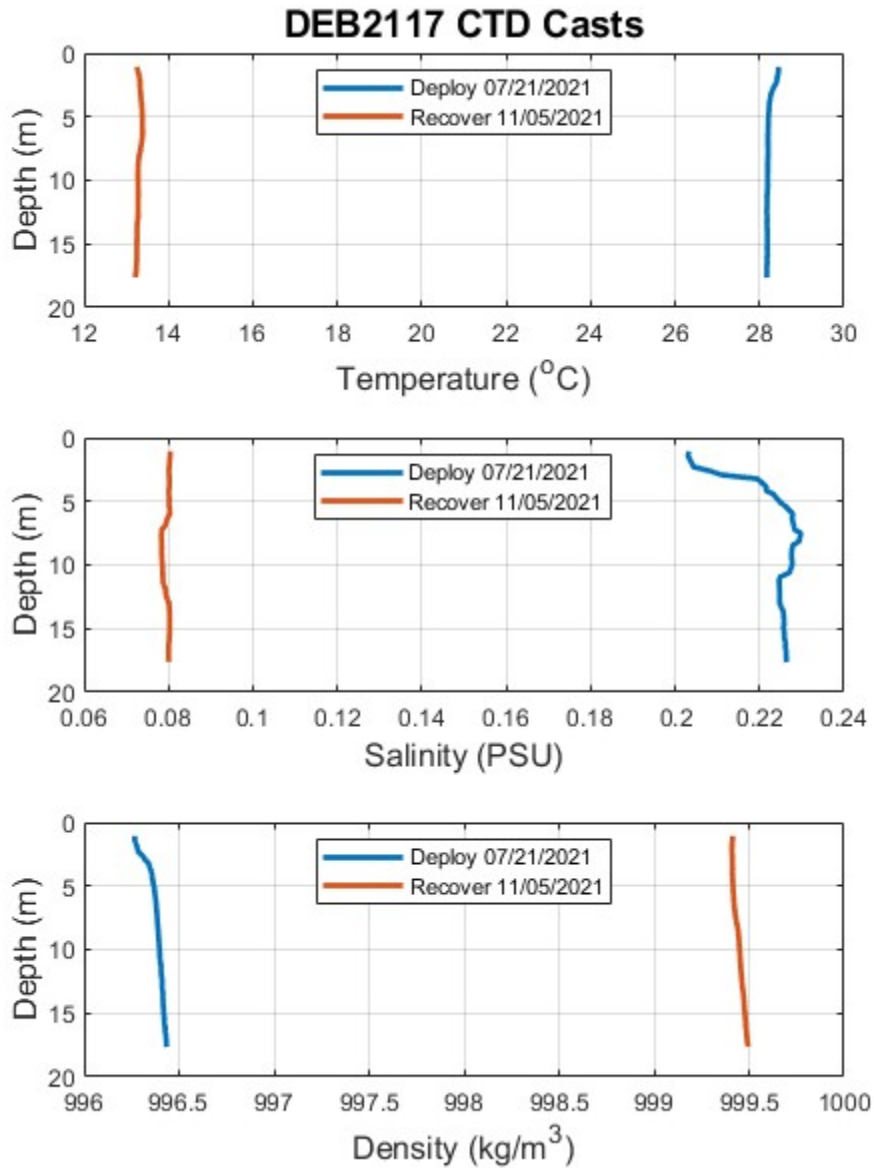 DEB2117 CTD Casts
0
5
10
15
20
Depth (m)
Deploy 07/21/2021
Recover 11/05/2021
12 14 16 18 20 22 24 26 28 30
Temperature (°C)
0
5
10
15
20
Depth (m)
Deploy 07/21/2021
Recover 11/05/2021
0.06 0.08 0.1 0.12 0.14 0.16 0.18 0.2 0.22 0.24
Salinity (PSU)
0
5
10
15
20
Depth (m)
Deploy 07/21/2021
Recover 11/05/2021
996 996.5 997 997.5 998 998.5 999 999.5 1000
Density (kg/m³)